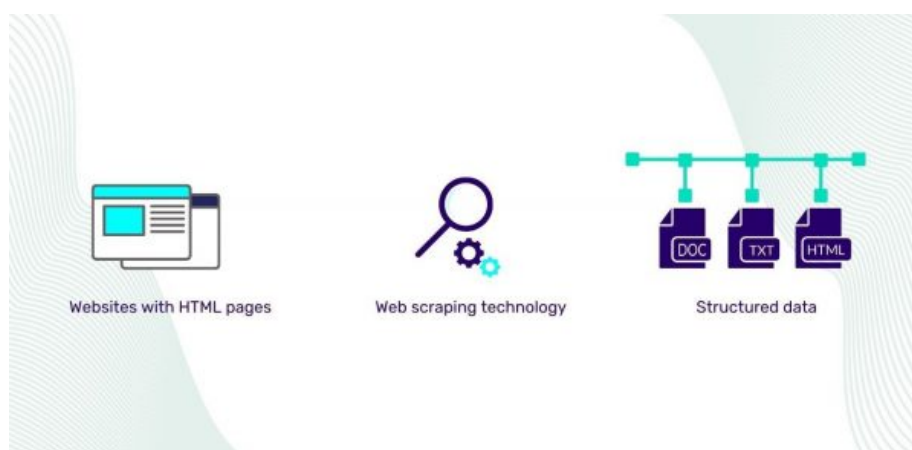 DOC
TXT
HTML
Websites with HTML pages
Web scraping technology
Structured data